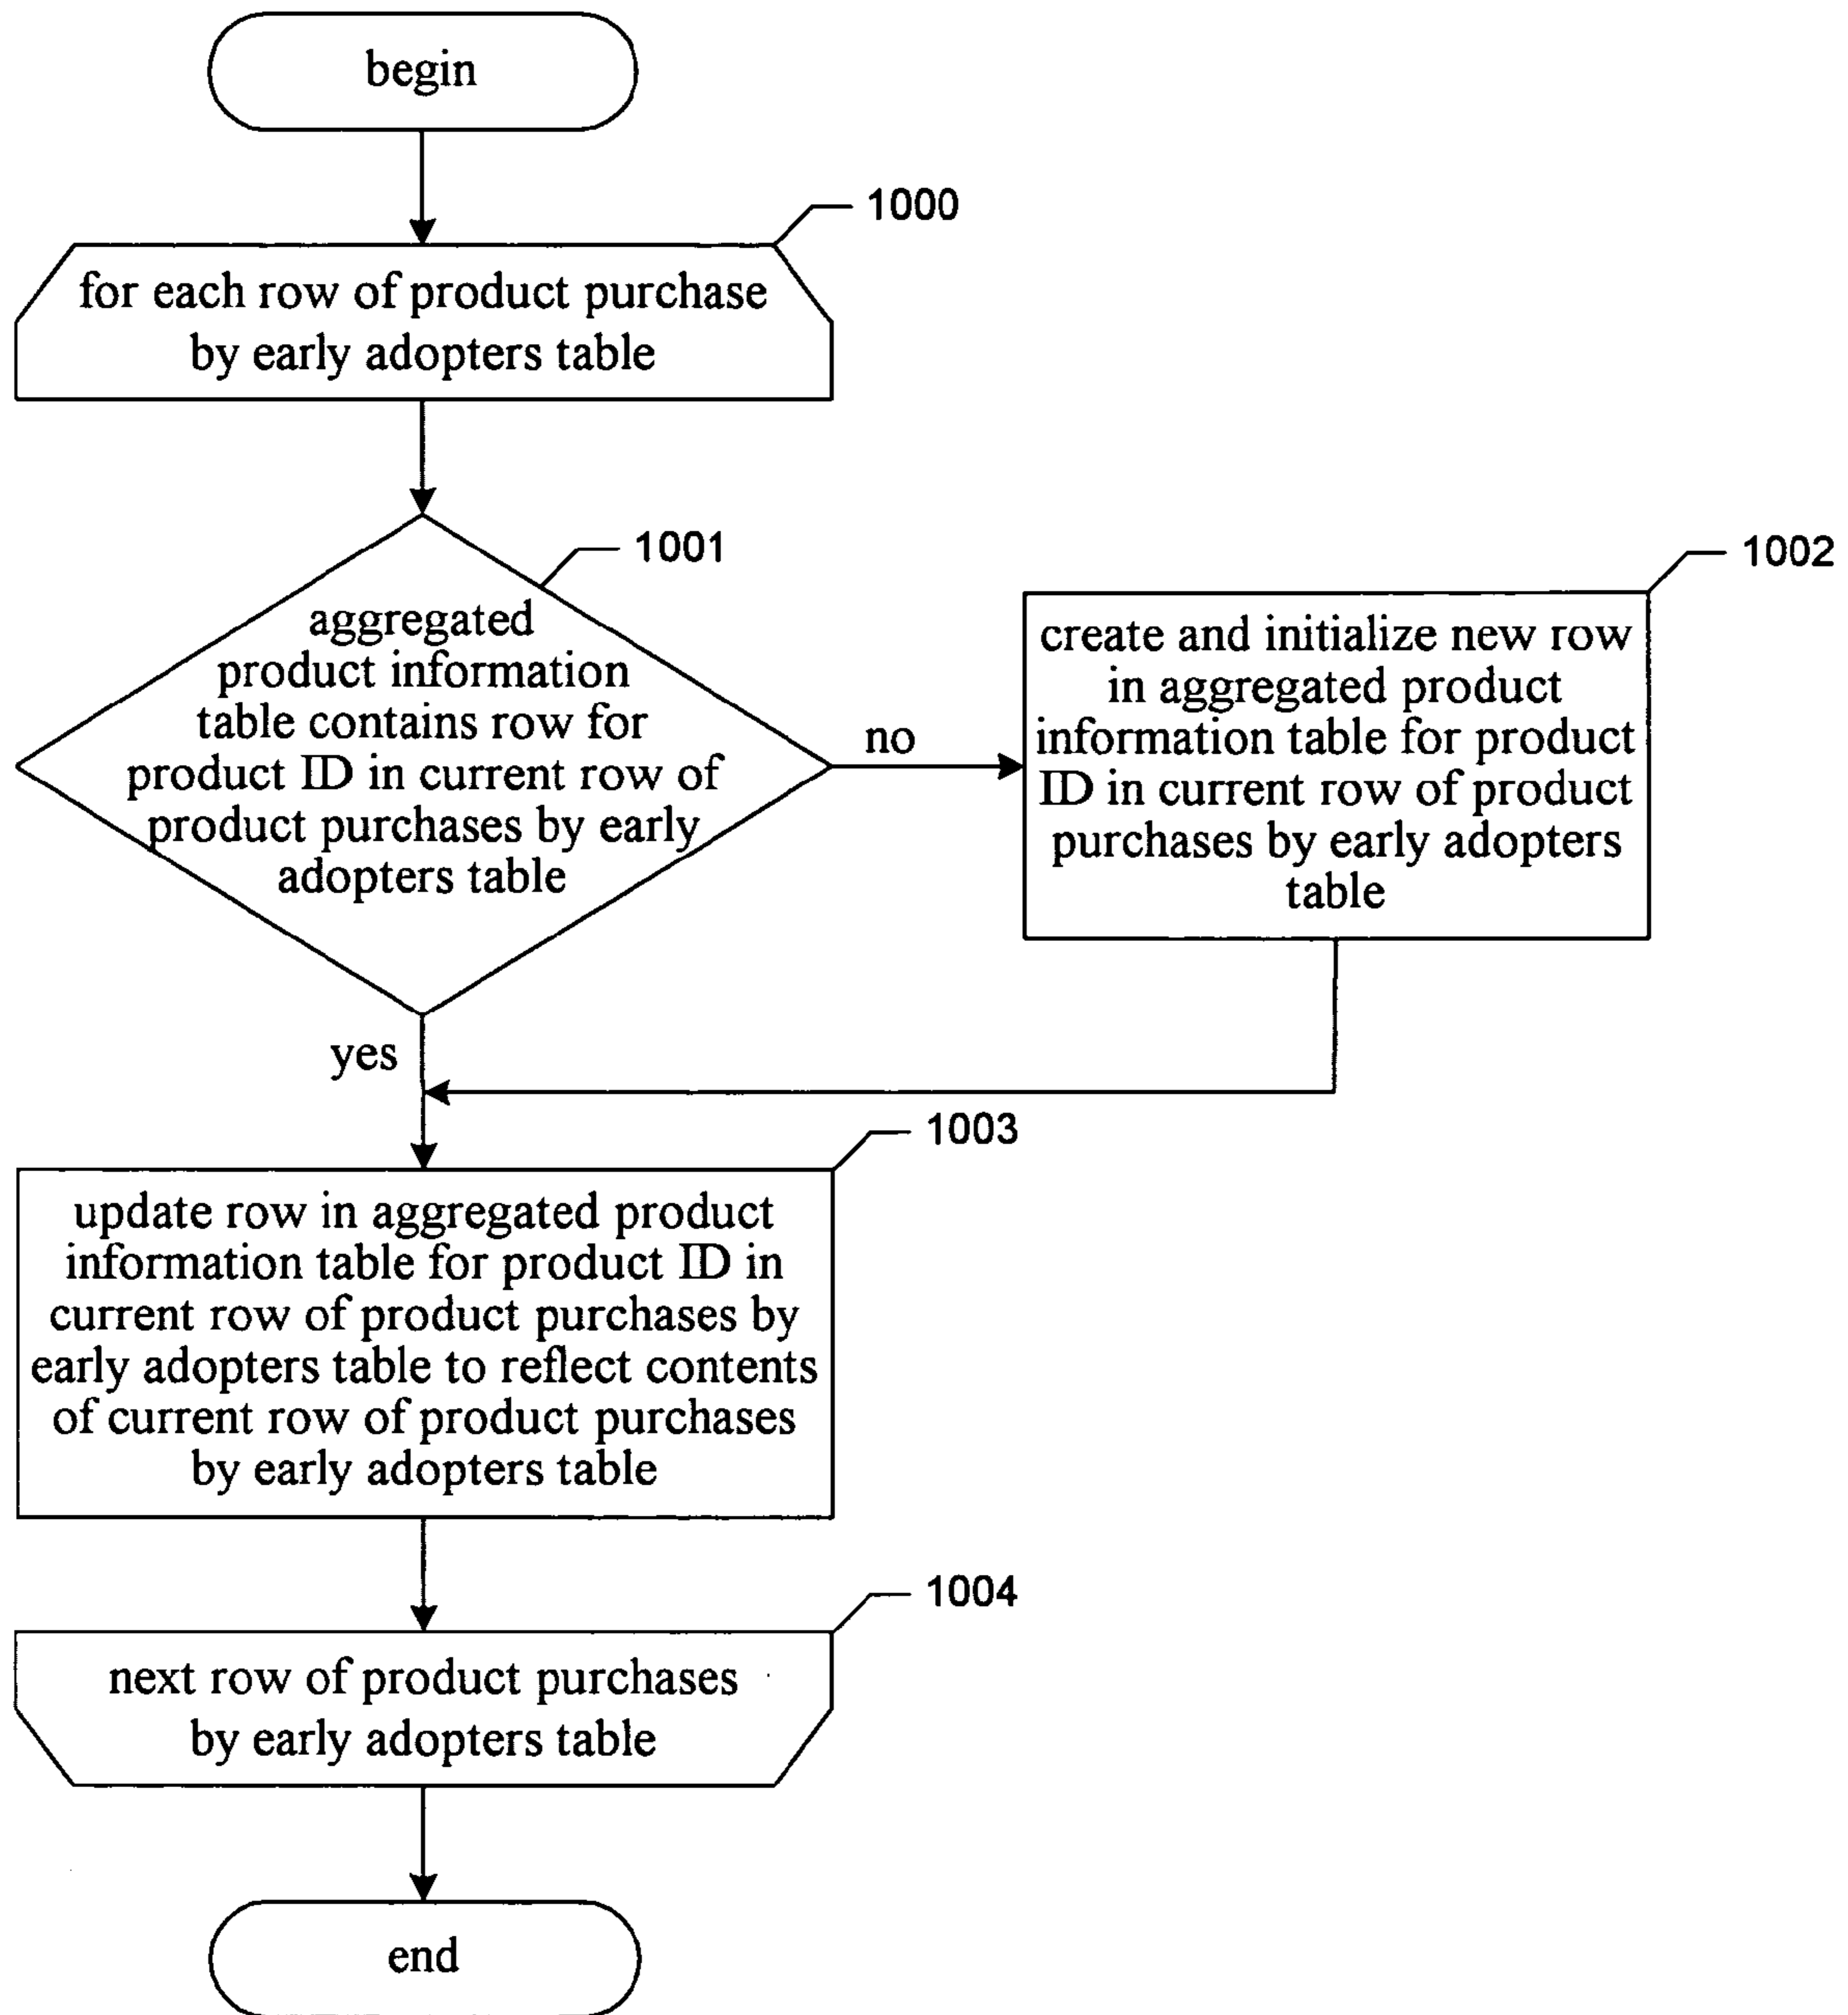 begin
1000
for each row of product purchase
by early adopters table
1001
aggregated
product information
table contains row for
product ID in current row of
product purchases by early
adopters table
no
1002
create and initialize new row
in aggregated product
information table for product
ID in current row of product
purchases by early adopters
table
yes
1003
update row in aggregated product
information table for product ID in
current row of product purchases by
early adopters table to reflect contents
of current row of product purchases
by early adopters table
1004
next row of product purchases
by early adopters table
end